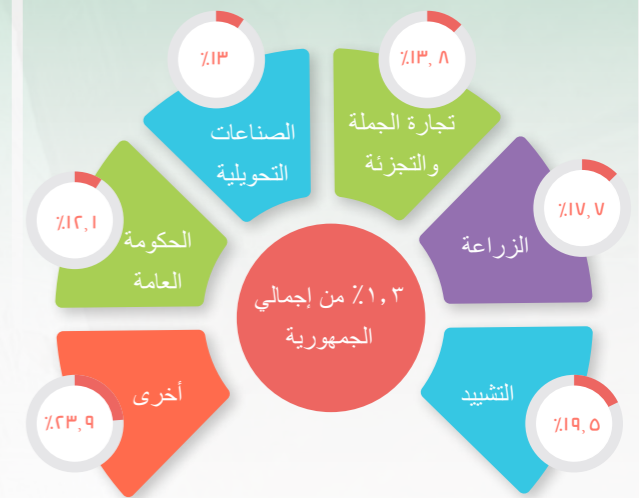 ٪١٣,٨
تجارة الجملة
والتجزئة
٪١٧,٧
الزراعة
٪١٩,٥
التشييد
٪١٣
الصناعات
التحويلية
٪١٢,١
الحكومة
العامة
٪٢٣,٩
أخرى
١,٣٪ من إجمالي
الجمهورية